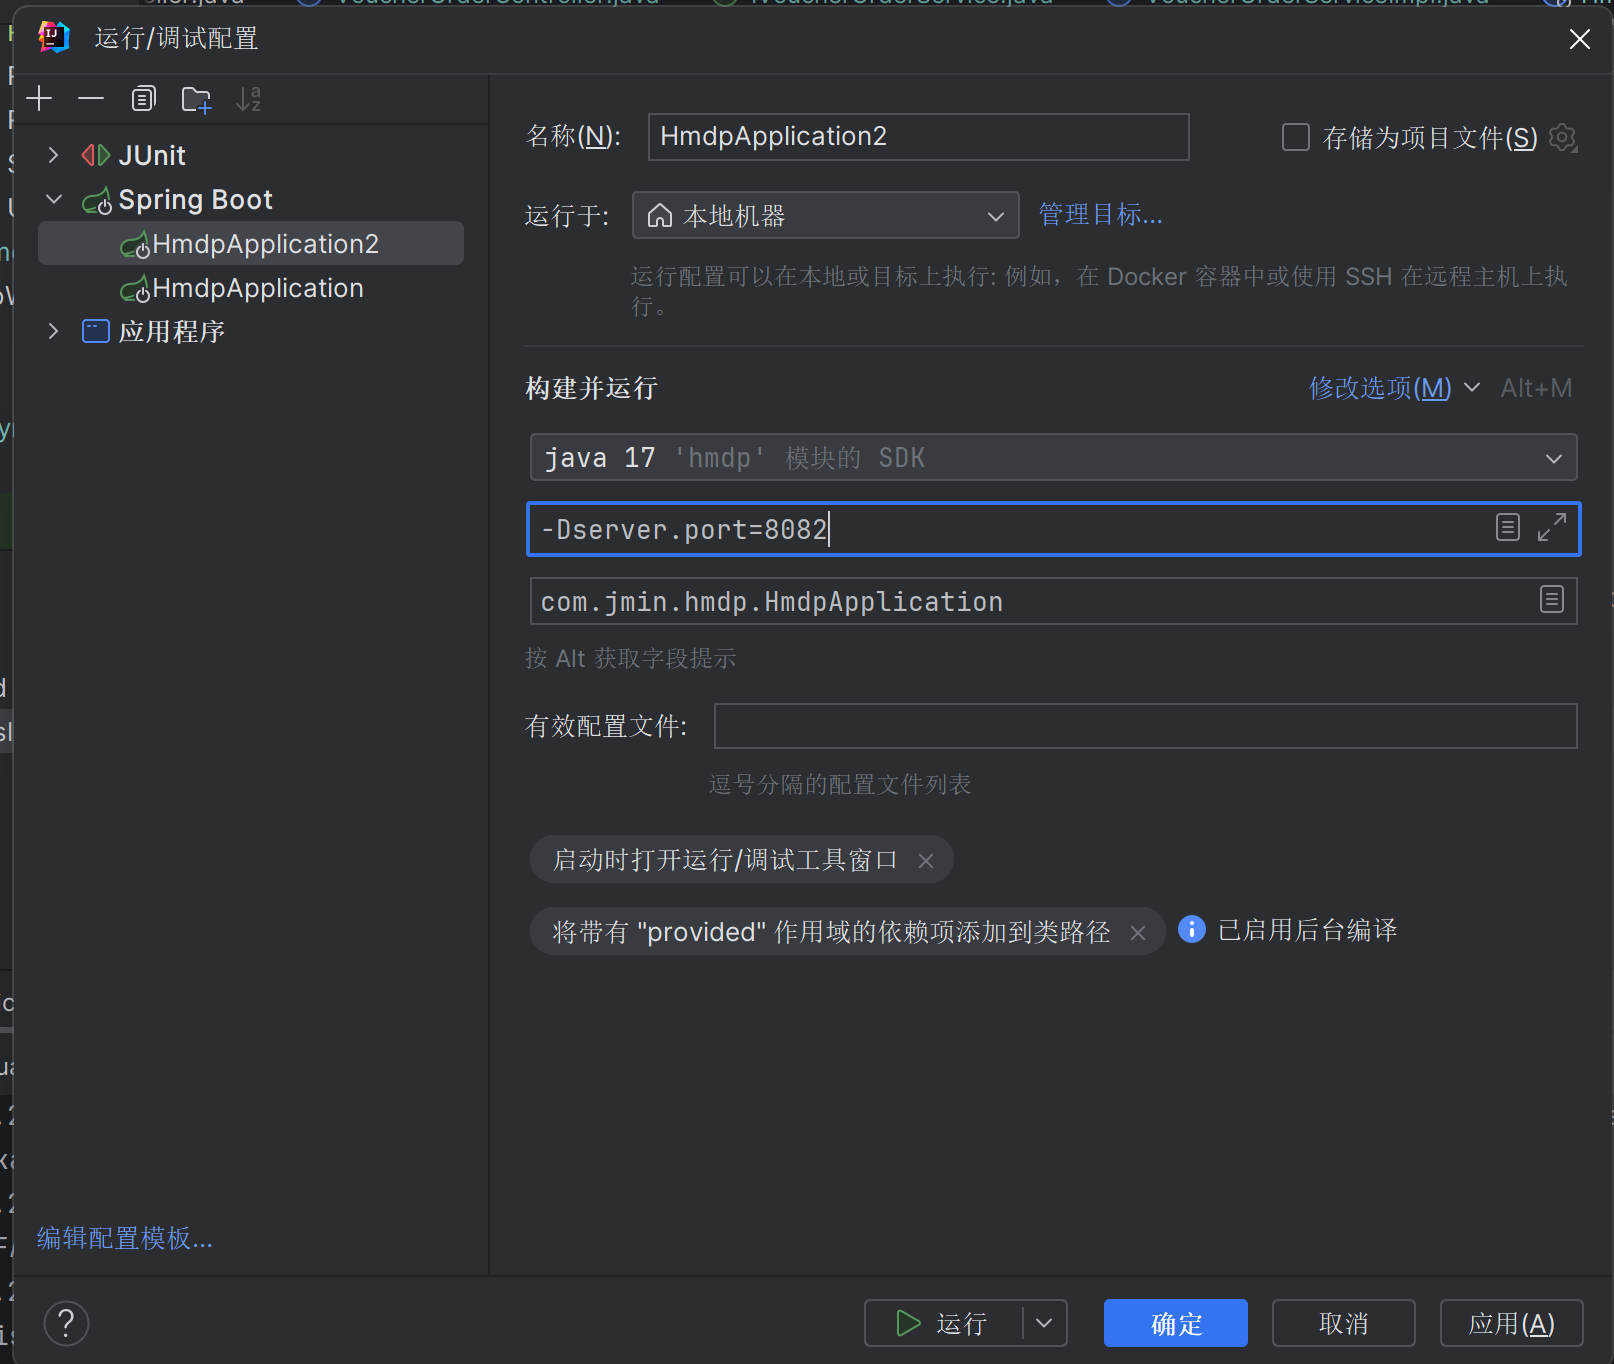 运行/调试配置
JUnit
Spring Boot
HmdpApplication2
HmdpApplication
应用程序
编辑配置模板...
名称(N):
HmdpApplication2
存储为项目文件(S)
运行于:
本地机器
管理目标...
运行配置可以在本地或目标上执行: 例如，在 Docker 容器中或使用 SSH 在远程主机上执
行。
构建并运行
修改选项(M)
Alt+M
java 17 'hmdp' 模块的 SDK
-Dserver.port=8082
com.jmin.hmdp.HmdpApplication
按 Alt 获取字段提示
有效配置文件:
逗号分隔的配置文件列表
启动时打开运行/调试工具窗口
将带有 "provided" 作用域的依赖项添加到类路径
已启用后台编译
?
运行
确定
取消
应用(A)